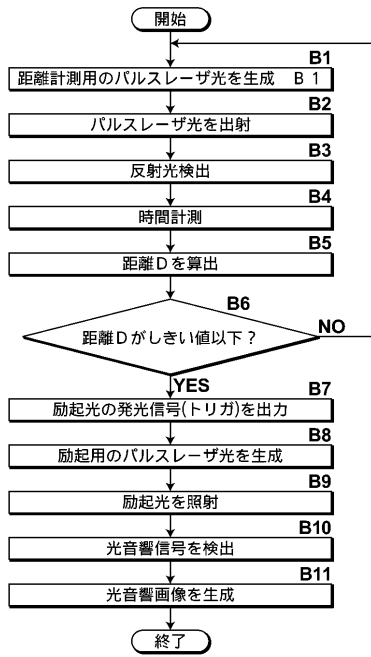 開始
B1
距離計測用のパルスレーザ光を生成 B1
B2
パルスレーザ光を出射
B3
反射光検出
B4
時間計測
B5
距離Dを算出
B6
距離Dがしきい値以下?
NO
YES
B7
励起光の発光信号(トリガ)を出力
B8
励起用のパルスレーザ光を生成
B9
励起光を照射
B10
光音響信号を検出
B11
光音響画像を生成
終了